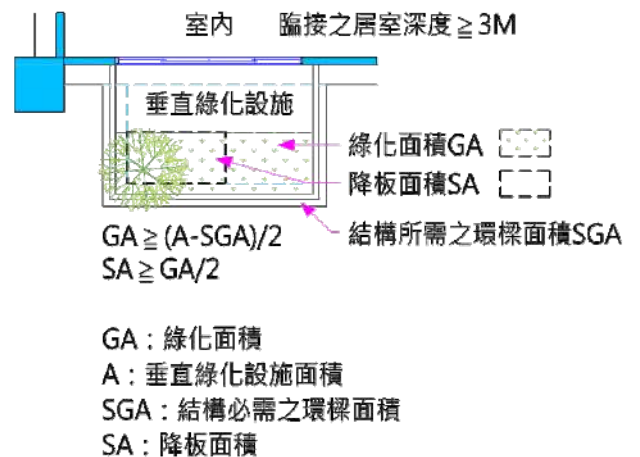 室內 臨接之居室深度≧3M
垂直綠化設施
綠化面積GA
降板面積SA
結構所需之環樑面積SGA
GA≧(A-SGA)/2
SA≧GA/2
GA：綠化面積
A：垂直綠化設施面積
SGA：結構必需之環樑面積
SA：降板面積